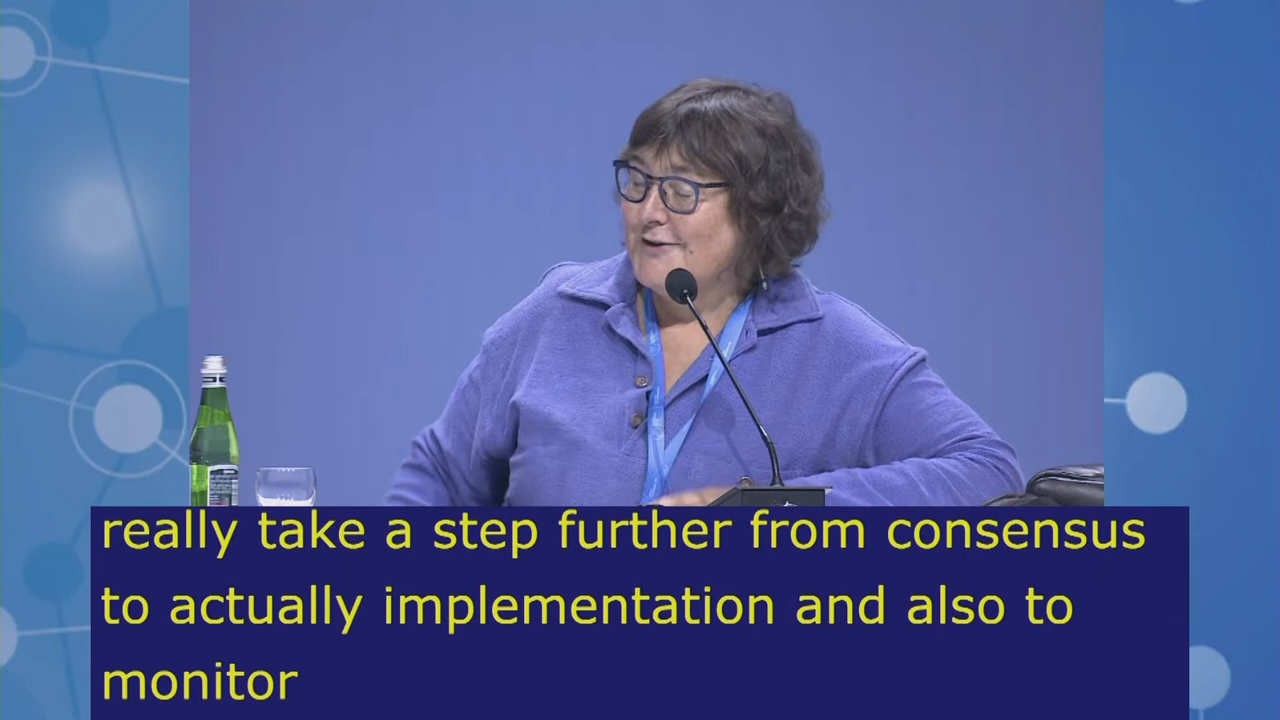 really take a step further from consensus
to actually implementation and also to
monitor